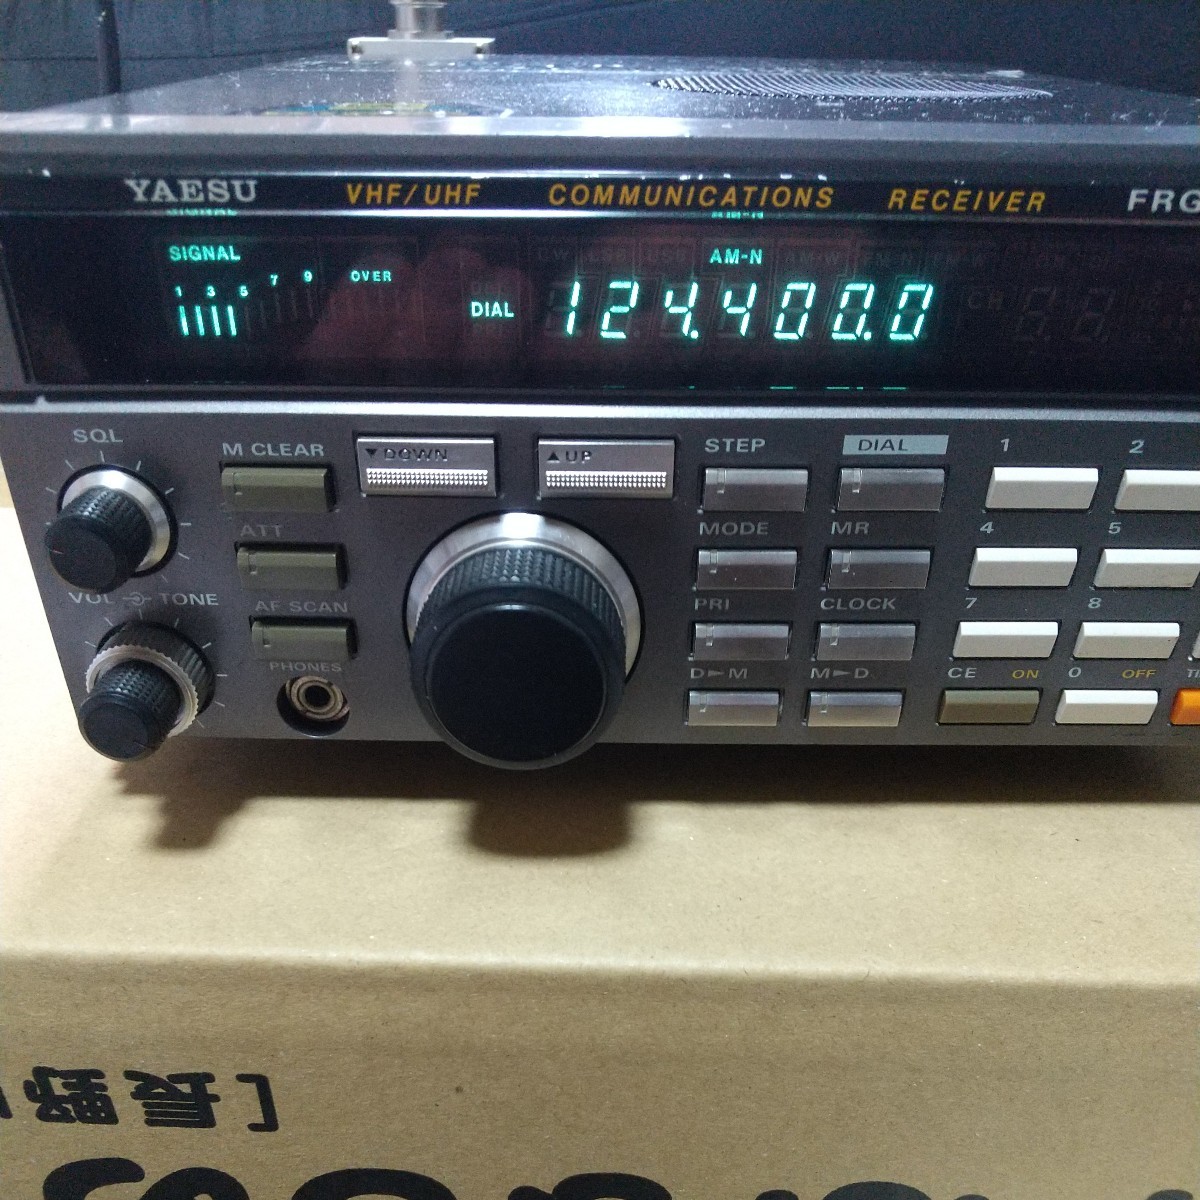 YAESU VHF/UHF COMMUNICATIONS RECEIVER FRG
SIGNAL
1 3 5 7 9 OVER
AM-N
DIAL 124.400.0
SQL
M CLEAR
▼DOWN
▲UP
STEP
DIAL
1
2
ATT
MODE
MR
4
5
VOL TONE
AF SCAN
PRI
CLOCK
7
8
PHONES
D►M
M►D
CE ON
0 OFF
長野